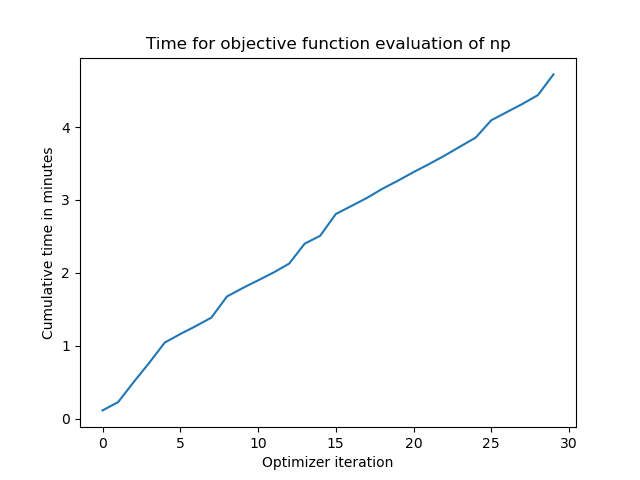 Time for objective function evaluation of np
Cumulative time in minutes
4
3
2
1
0
0 5 10 15 20 25 30
Optimizer iteration